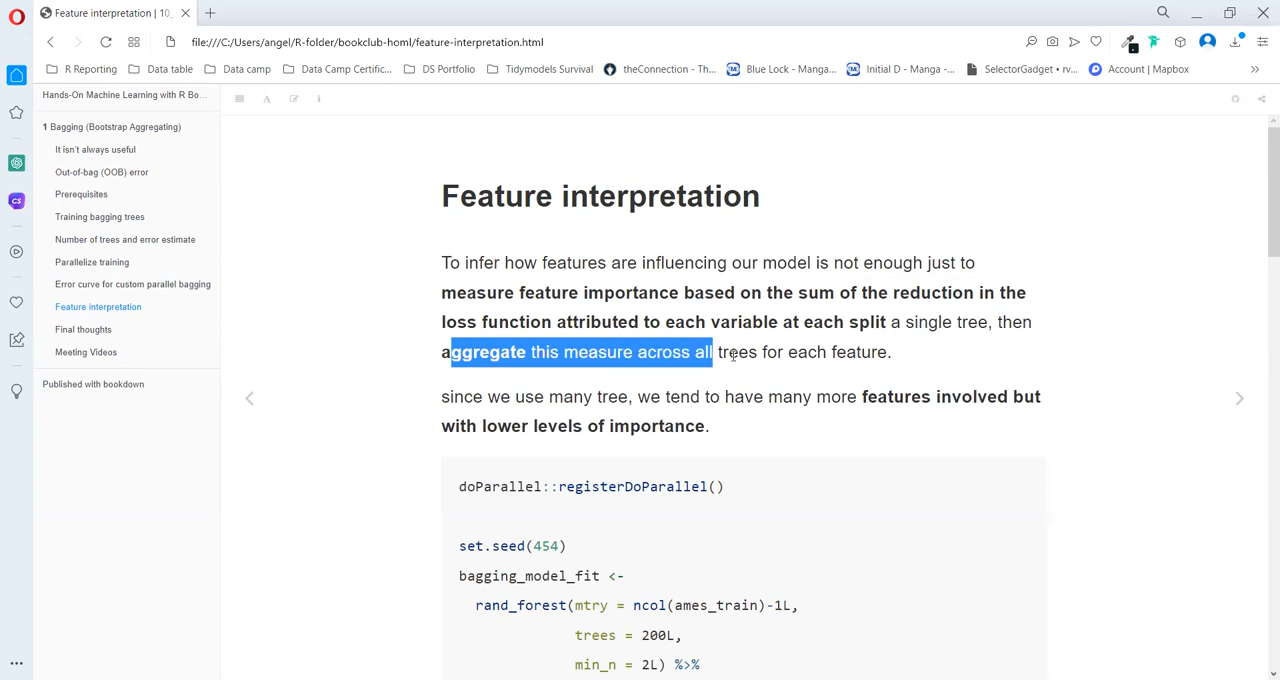 Feature interpretation | 10_
file:///C:/Users/angel/R-folder/bookclub-homl/feature-interpretation.html
R Reporting
Data table
Data camp
Data Camp Certific...
DS Portfolio
Tidymodels Survival
theConnection - Th...
Blue Lock - Manga...
Initial D - Manga -...
SelectorGadget • rv...
Account | Mapbox
Hands-On Machine Learning with R Bo...
1 Bagging (Bootstrap Aggregating)
It isn't always useful
Out-of-bag (OOB) error
Prerequisites
Training bagging trees
Number of trees and error estimate
Parallelize training
Error curve for custom parallel bagging
Feature interpretation
Final thoughts
Meeting Videos
Published with bookdown
CS
A
i
Feature interpretation
To infer how features are influencing our model is not enough just to
measure feature importance based on the sum of the reduction in the
loss function attributed to each variable at each split a single tree, then
aggregate this measure across all trees for each feature.
since we use many tree, we tend to have many more features involved but
with lower levels of importance.
doParallel::registerDoParallel()
set.seed(454)
bagging_model_fit <-
rand_forest(mtry = ncol(ames_train)-1L,
trees = 200L,
min_n = 2L) %>%